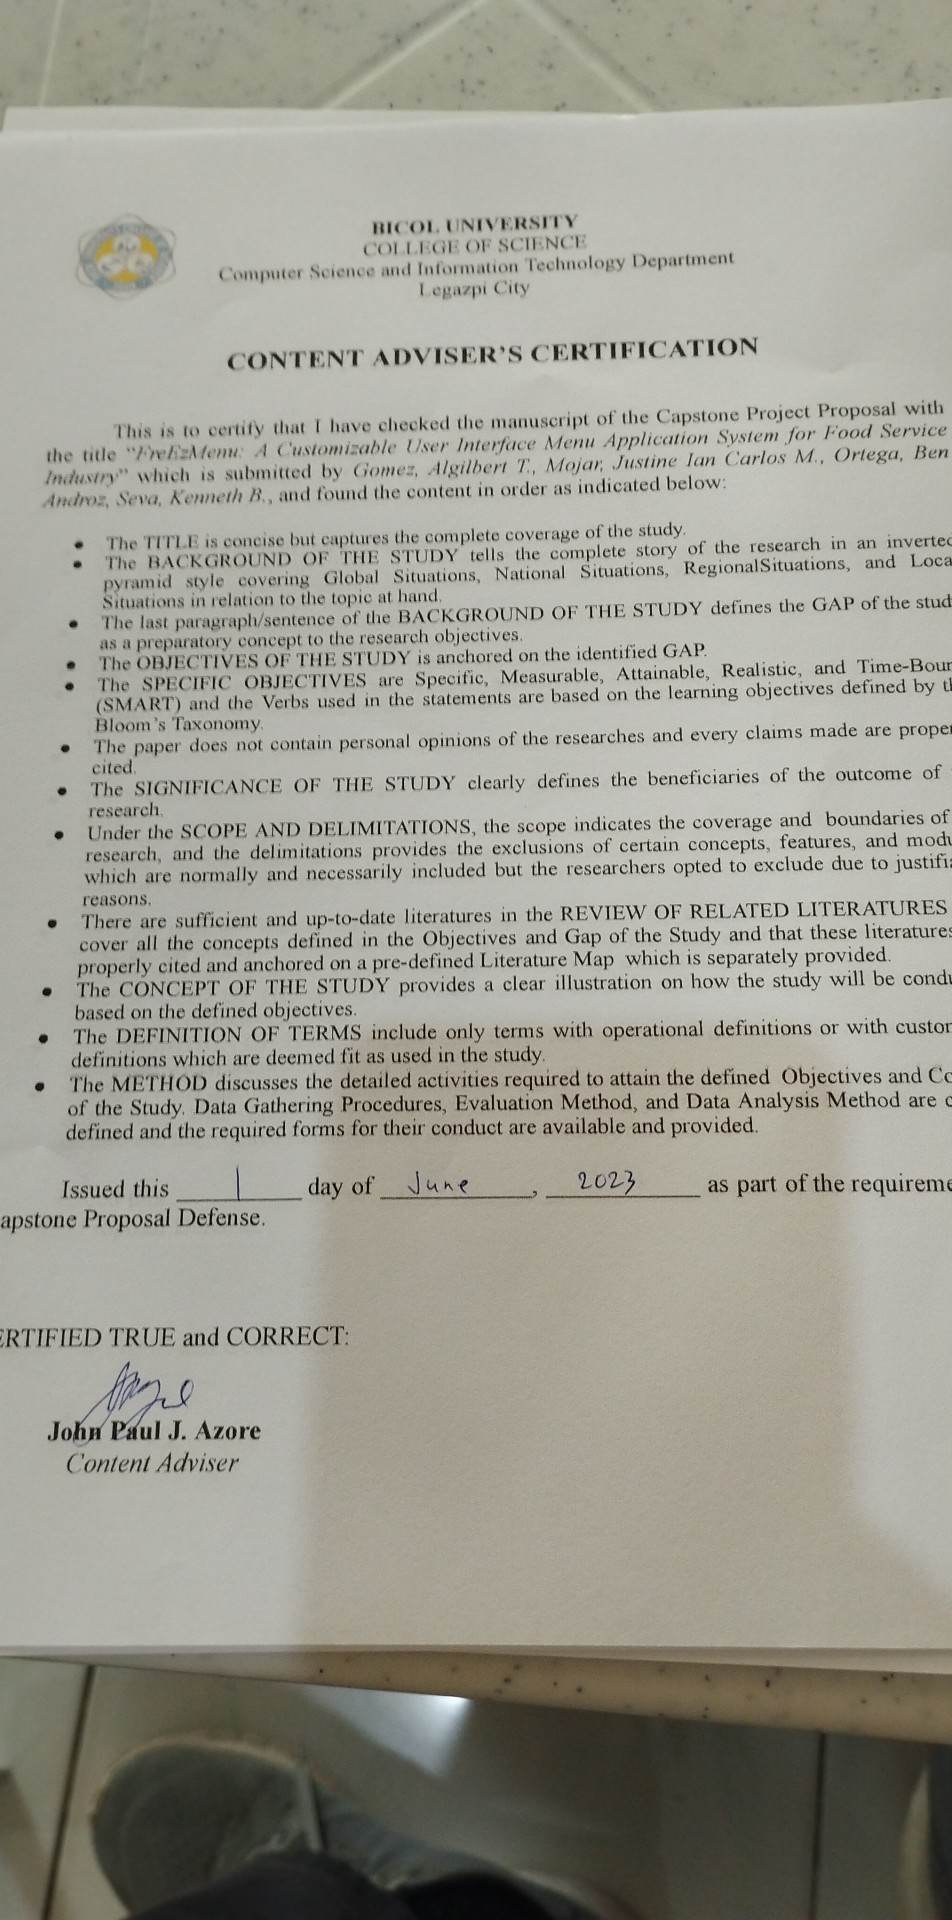 BICOL UNIVERSITY
COLLEGE OF SCIENCE
Computer Science and Information Technology Department
Legazpi City
CONTENT ADVISER'S CERTIFICATION
This is to certify that I have checked the manuscript of the Capstone Project Proposal with
the title "FreEzMenu: A Customizable User Interface Menu Application System for Food Service
Industry" which is submitted by Gomez, Algilbert T., Mojar, Justine Ian Carlos M., Ortega, Ben
Androz, Seva, Kenneth B., and found the content in order as indicated below:
• The TITLE is concise but captures the complete coverage of the study.
• The BACKGROUND OF THE STUDY tells the complete story of the research in an inverted
pyramid style covering Global Situations, National Situations, RegionalSituations, and Loca
Situations in relation to the topic at hand.
• The last paragraph/sentence of the BACKGROUND OF THE STUDY defines the GAP of the stud
as a preparatory concept to the research objectives.
• The OBJECTIVES OF THE STUDY is anchored on the identified GAP.
• The SPECIFIC OBJECTIVES are Specific, Measurable, Attainable, Realistic, and Time-Boun
(SMART) and the Verbs used in the statements are based on the learning objectives defined by th
Bloom's Taxonomy.
• The paper does not contain personal opinions of the researches and every claims made are proper
cited.
• The SIGNIFICANCE OF THE STUDY clearly defines the beneficiaries of the outcome of
research.
• Under the SCOPE AND DELIMITATIONS, the scope indicates the coverage and boundaries of
research, and the delimitations provides the exclusions of certain concepts, features, and modu
which are normally and necessarily included but the researchers opted to exclude due to justifia
reasons.
• There are sufficient and up-to-date literatures in the REVIEW OF RELATED LITERATURES
cover all the concepts defined in the Objectives and Gap of the Study and that these literatures
properly cited and anchored on a pre-defined Literature Map which is separately provided.
• The CONCEPT OF THE STUDY provides a clear illustration on how the study will be condu
based on the defined objectives.
• The DEFINITION OF TERMS include only terms with operational definitions or with custom
definitions which are deemed fit as used in the study.
• The METHOD discusses the detailed activities required to attain the defined Objectives and Co
of the Study. Data Gathering Procedures, Evaluation Method, and Data Analysis Method are c
defined and the required forms for their conduct are available and provided.
Issued this 1 day of June, 2023 as part of the requireme
apstone Proposal Defense.
ERTIFIED TRUE and CORRECT:
John Paul J. Azore
Content Adviser